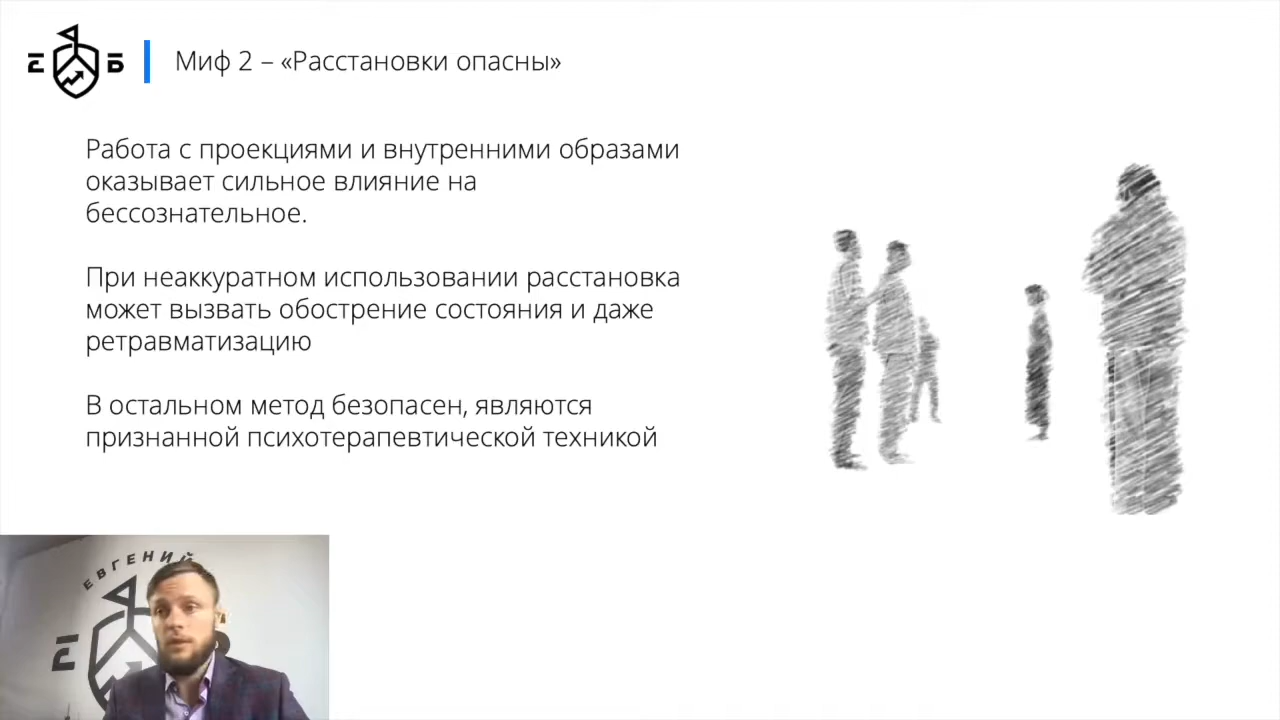 Е Б
Миф 2 – «Расстановки опасны»
Работа с проекциями и внутренними образами
оказывает сильное влияние на
бессознательное.
При неаккуратном использовании расстановка
может вызвать обострение состояния и даже
ретравматизацию
В остальном метод безопасен, являются
признанной психотерапевтической техникой
ЕВГЕНИЙ
Е